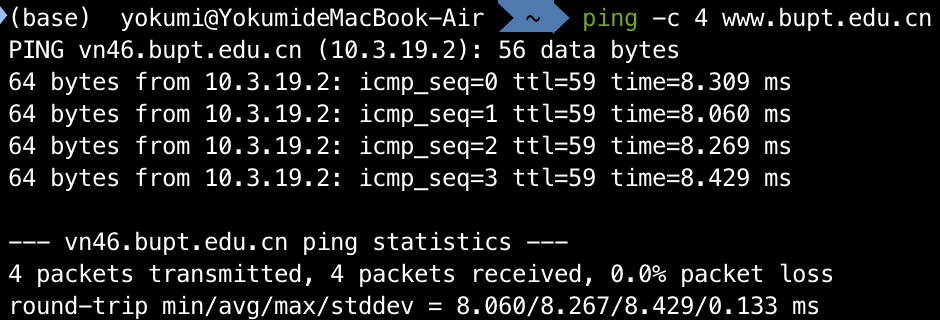 (base) yokumi@YokumideMacBook-Air ~ ping -c 4 www.bupt.edu.cn
PING vn46.bupt.edu.cn (10.3.19.2): 56 data bytes
64 bytes from 10.3.19.2: icmp_seq=0 ttl=59 time=8.309 ms
64 bytes from 10.3.19.2: icmp_seq=1 ttl=59 time=8.060 ms
64 bytes from 10.3.19.2: icmp_seq=2 ttl=59 time=8.269 ms
64 bytes from 10.3.19.2: icmp_seq=3 ttl=59 time=8.429 ms

--- vn46.bupt.edu.cn ping statistics ---
4 packets transmitted, 4 packets received, 0.0% packet loss
round-trip min/avg/max/stddev = 8.060/8.267/8.429/0.133 ms